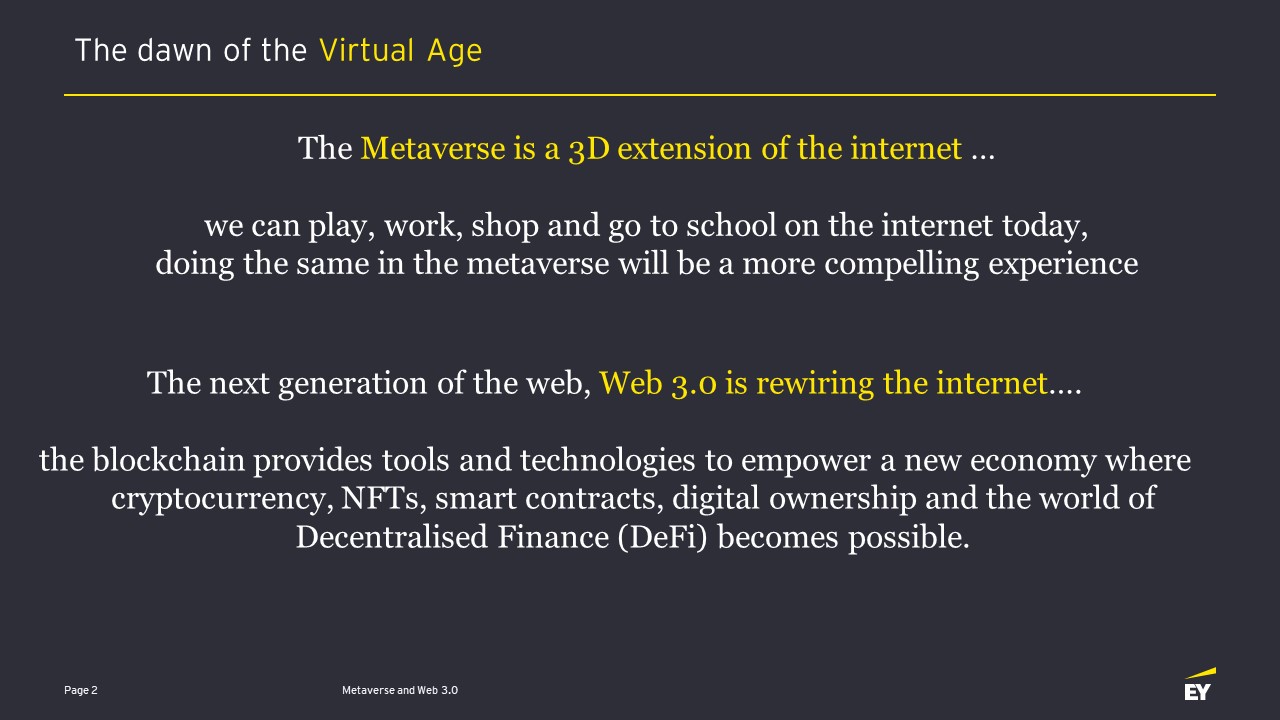 The dawn of the Virtual Age
The Metaverse is a 3D extension of the internet ...
we can play, work, shop and go to school on the internet today,
doing the same in the metaverse will be a more compelling experience
The next generation of the web, Web 3.0 is rewiring the internet....
the blockchain provides tools and technologies to empower a new economy where
cryptocurrency, NFTs, smart contracts, digital ownership and the world of
Decentralised Finance (DeFi) becomes possible.
Page 2
Metaverse and Web 3.0
EY